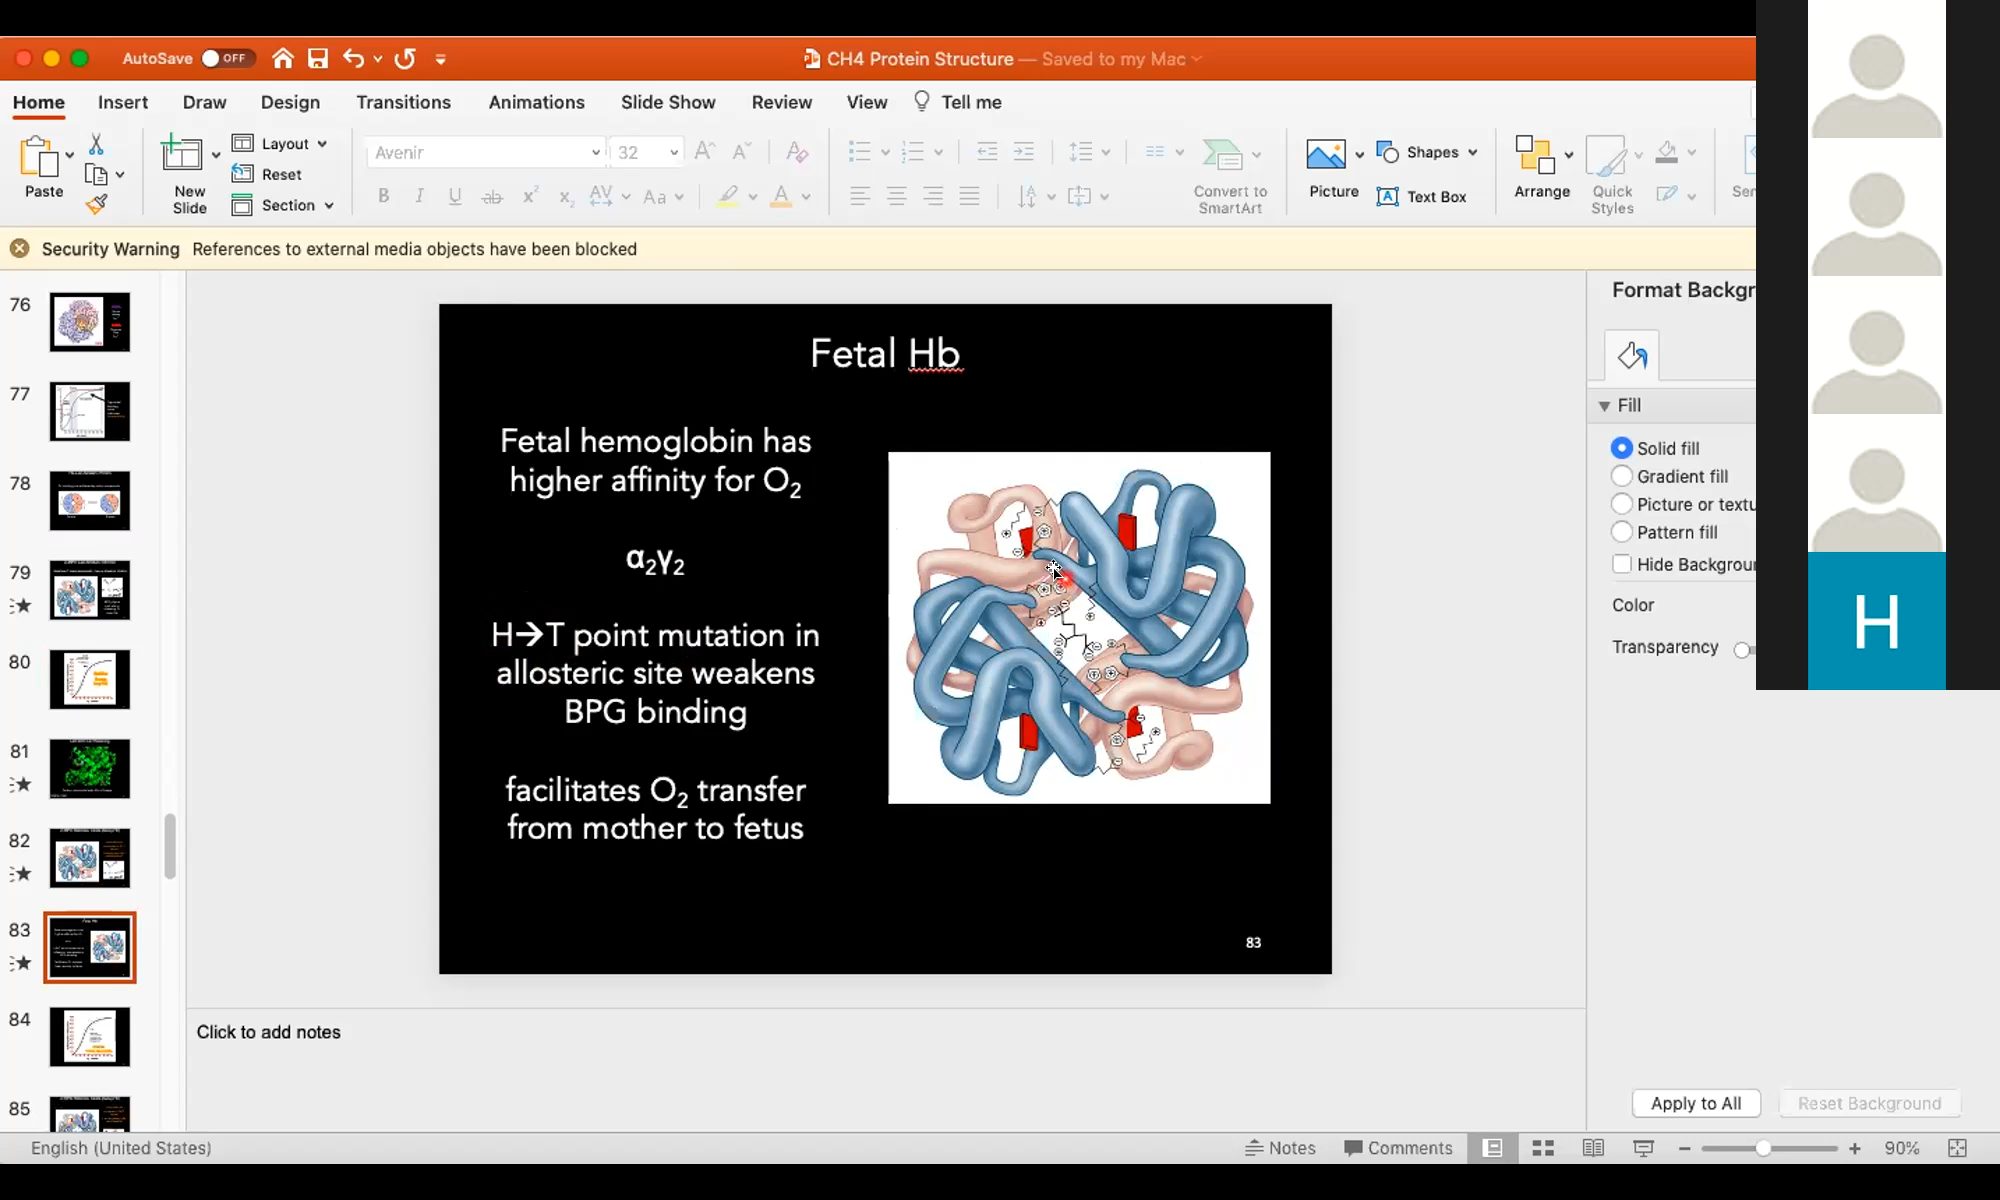 AutoSave OFF
CH4 Protein Structure — Saved to my Mac
Home Insert Draw Design Transitions Animations Slide Show Review View Tell me
Paste
New Slide
Layout
Reset
Section
Avenir 32
Convert to SmartArt
Picture
Shapes
Text Box
Arrange
Quick Styles
Security Warning References to external media objects have been blocked
76
77
78
79
80
81
82
83
84
85
Fetal Hb
Fetal hemoglobin has
higher affinity for O₂
α₂γ₂
H→T point mutation in
allosteric site weakens
BPG binding
facilitates O₂ transfer
from mother to fetus
83
Click to add notes
Format Backgr
Fill
Solid fill
Gradient fill
Picture or textu
Pattern fill
Hide Backgrou
Color
Transparency
H
Apply to All Reset Background
English (United States) Notes Comments 90%